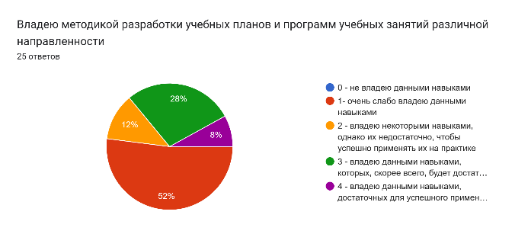 Владею методикой разработки учебных планов и программ учебных занятий различной
направленности
25 ответов
28%
12%
8%
52%
0 - не владею данными навыками
1- очень слабо владею данными
навыками
2 - владею некоторыми навыками,
однако их недостаточно, чтобы
успешно применять их на практике
3 - владею данными навыками,
которых, скорее всего, будет достат…
4 - владею данными навыками,
достаточных для успешного примен…